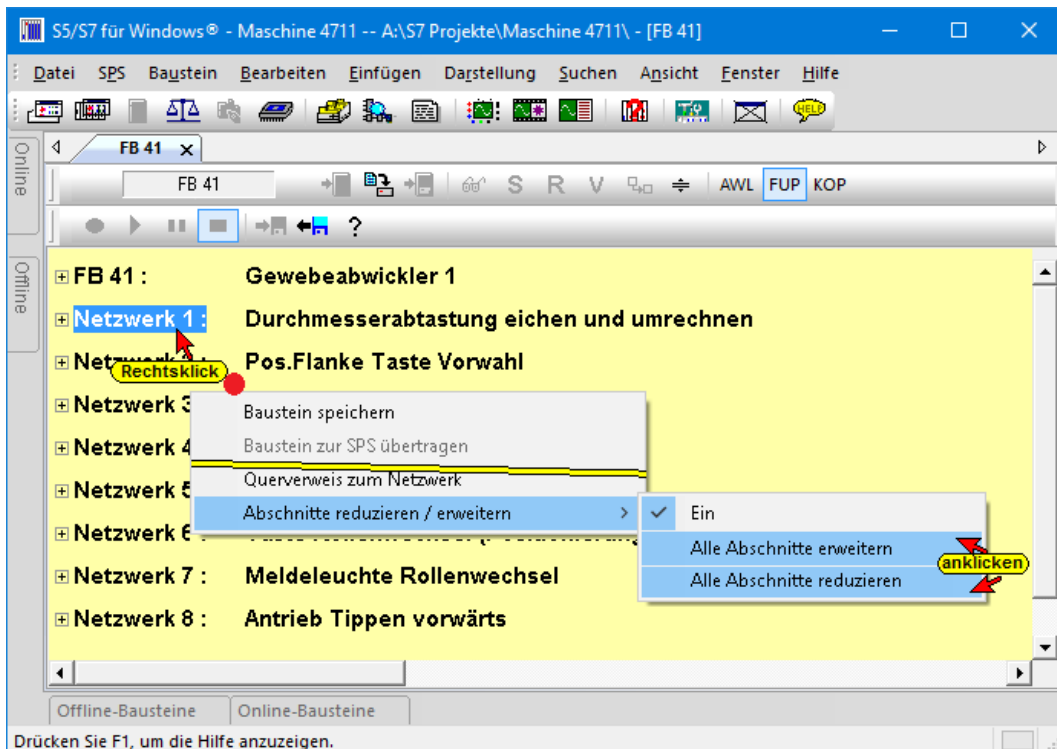 S5/S7 für Windows® - Maschine 4711 -- A:\S7 Projekte\Maschine 4711\ - [FB 41]
Datei SPS Baustein Bearbeiten Einfügen Darstellung Suchen Ansicht Fenster Hilfe
HELP
Online
Offline
FB 41 x
FB 41 S R V AWL FUP KOP
?
FB 41 : Gewebeabwickler 1
Netzwerk 1 : Durchmesserabtastung eichen und umrechnen
Rechtsklick
Pos.Flanke Taste Vorwahl
Netzwerk 3
Netzwerk 4
Netzwerk 5
Netzwerk 6
Netzwerk 7 : Meldeleuchte Rollenwechsel
Netzwerk 8 : Antrieb Tippen vorwärts
Baustein speichern
Baustein zur SPS übertragen
Querverweis zum Netzwerk
Abschnitte reduzieren / erweitern
Ein
Alle Abschnitte erweitern
Alle Abschnitte reduzieren
anklicken
Offline-Bausteine Online-Bausteine
Drücken Sie F1, um die Hilfe anzuzeigen.